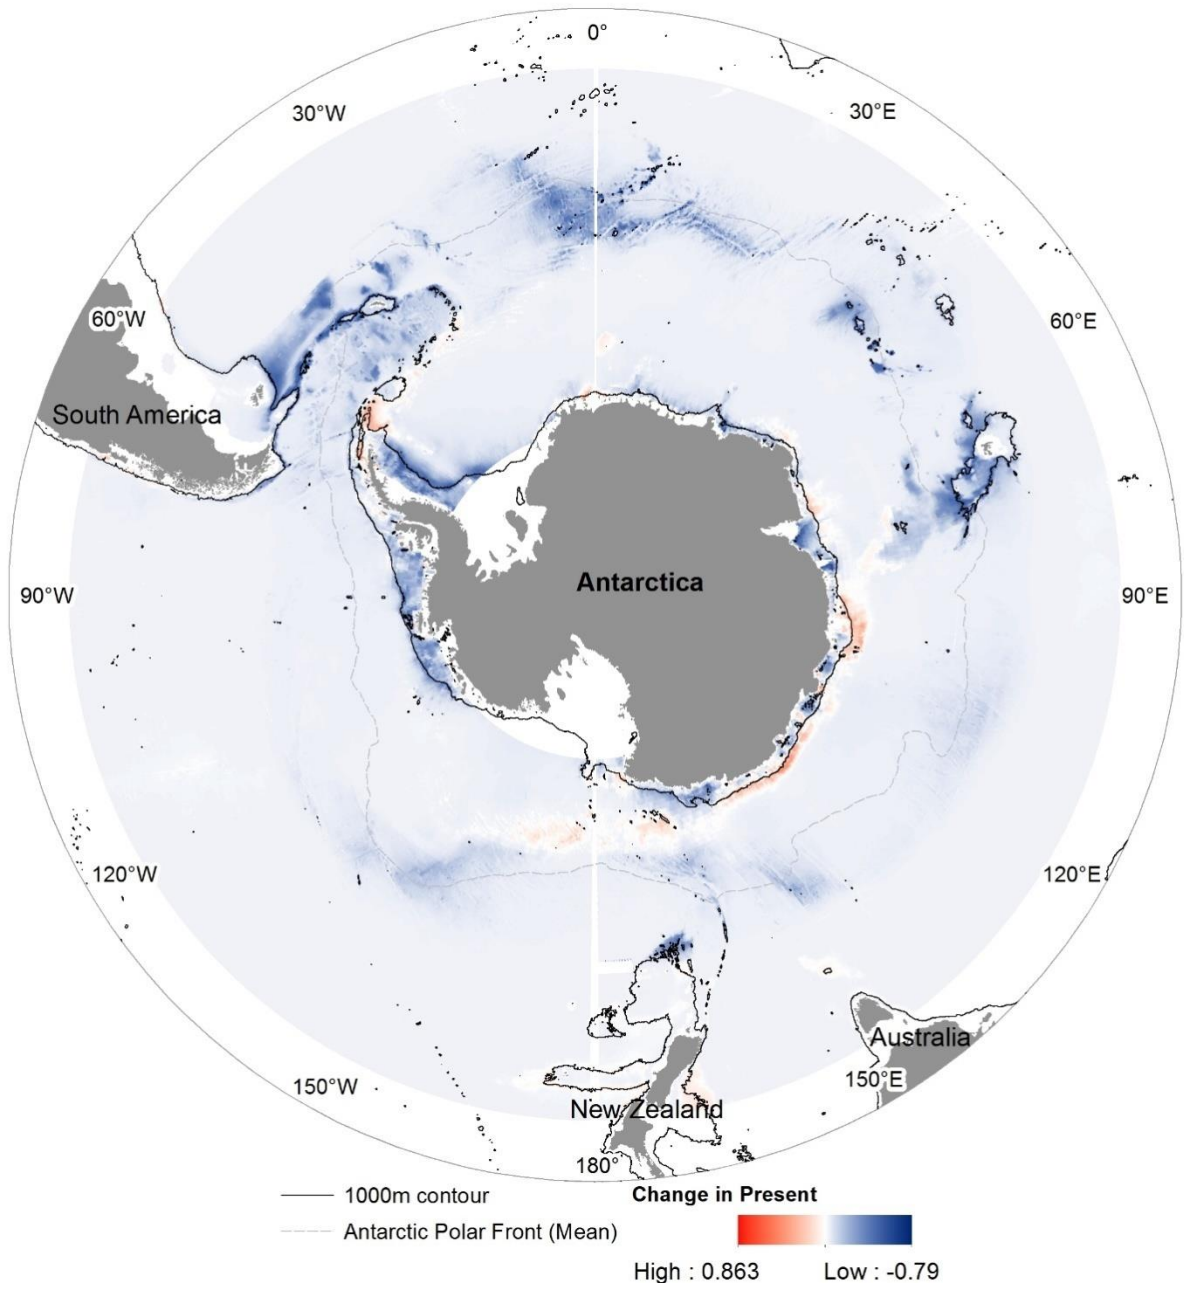 0°
30°W
30°E
60°W
60°E
South America
Antarctica
90°W
90°E
120°W
120°E
Australia
150°W
150°E
New Zealand
180°
1000m contour
Change in Present
Antarctic Polar Front (Mean)
High : 0.863
Low : -0.79